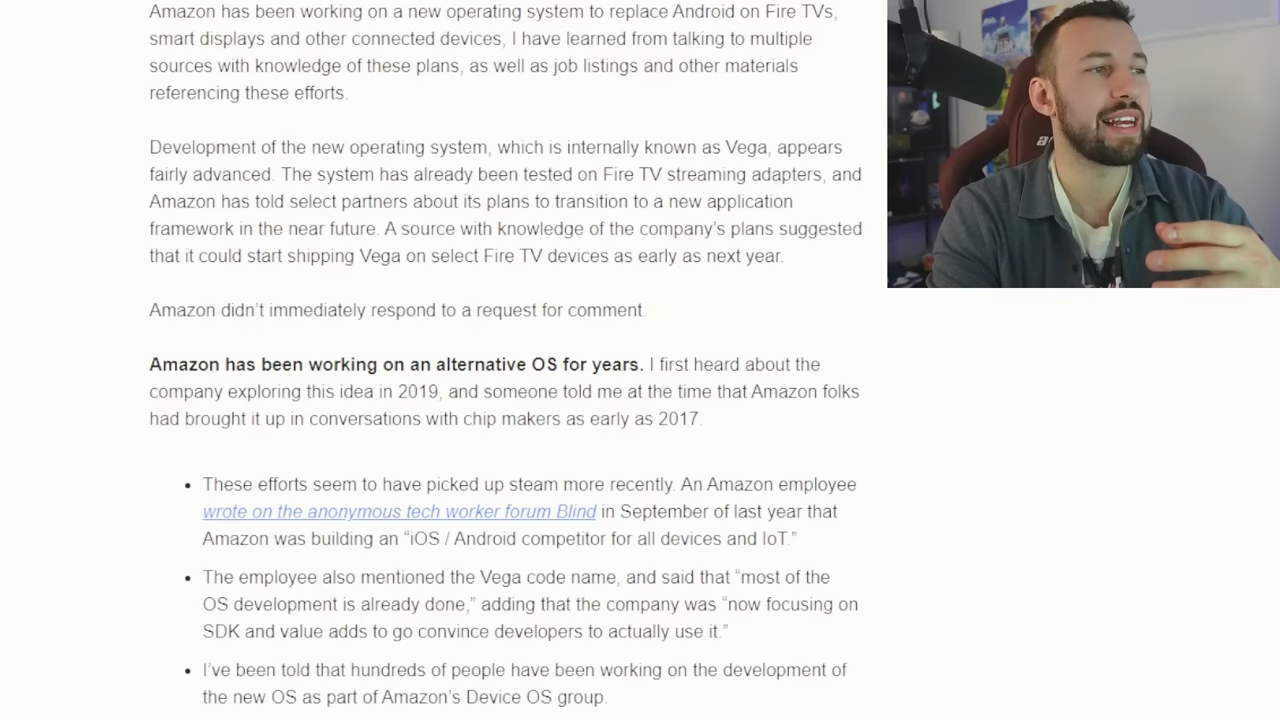 Amazon has been working on a new operating system to replace Android on Fire TVs,
smart displays and other connected devices, I have learned from talking to multiple
sources with knowledge of these plans, as well as job listings and other materials
referencing these efforts.
Development of the new operating system, which is internally known as Vega, appears
fairly advanced. The system has already been tested on Fire TV streaming adapters, and
Amazon has told select partners about its plans to transition to a new application
framework in the near future. A source with knowledge of the company's plans suggested
that it could start shipping Vega on select Fire TV devices as early as next year.
Amazon didn't immediately respond to a request for comment.
Amazon has been working on an alternative OS for years. I first heard about the
company exploring this idea in 2019, and someone told me at the time that Amazon folks
had brought it up in conversations with chip makers as early as 2017.
• These efforts seem to have picked up steam more recently. An Amazon employee
wrote on the anonymous tech worker forum Blind in September of last year that
Amazon was building an “iOS / Android competitor for all devices and IoT.”
• The employee also mentioned the Vega code name, and said that “most of the
OS development is already done,” adding that the company was “now focusing on
SDK and value adds to go convince developers to actually use it.”
• I've been told that hundreds of people have been working on the development of
the new OS as part of Amazon's Device OS group.